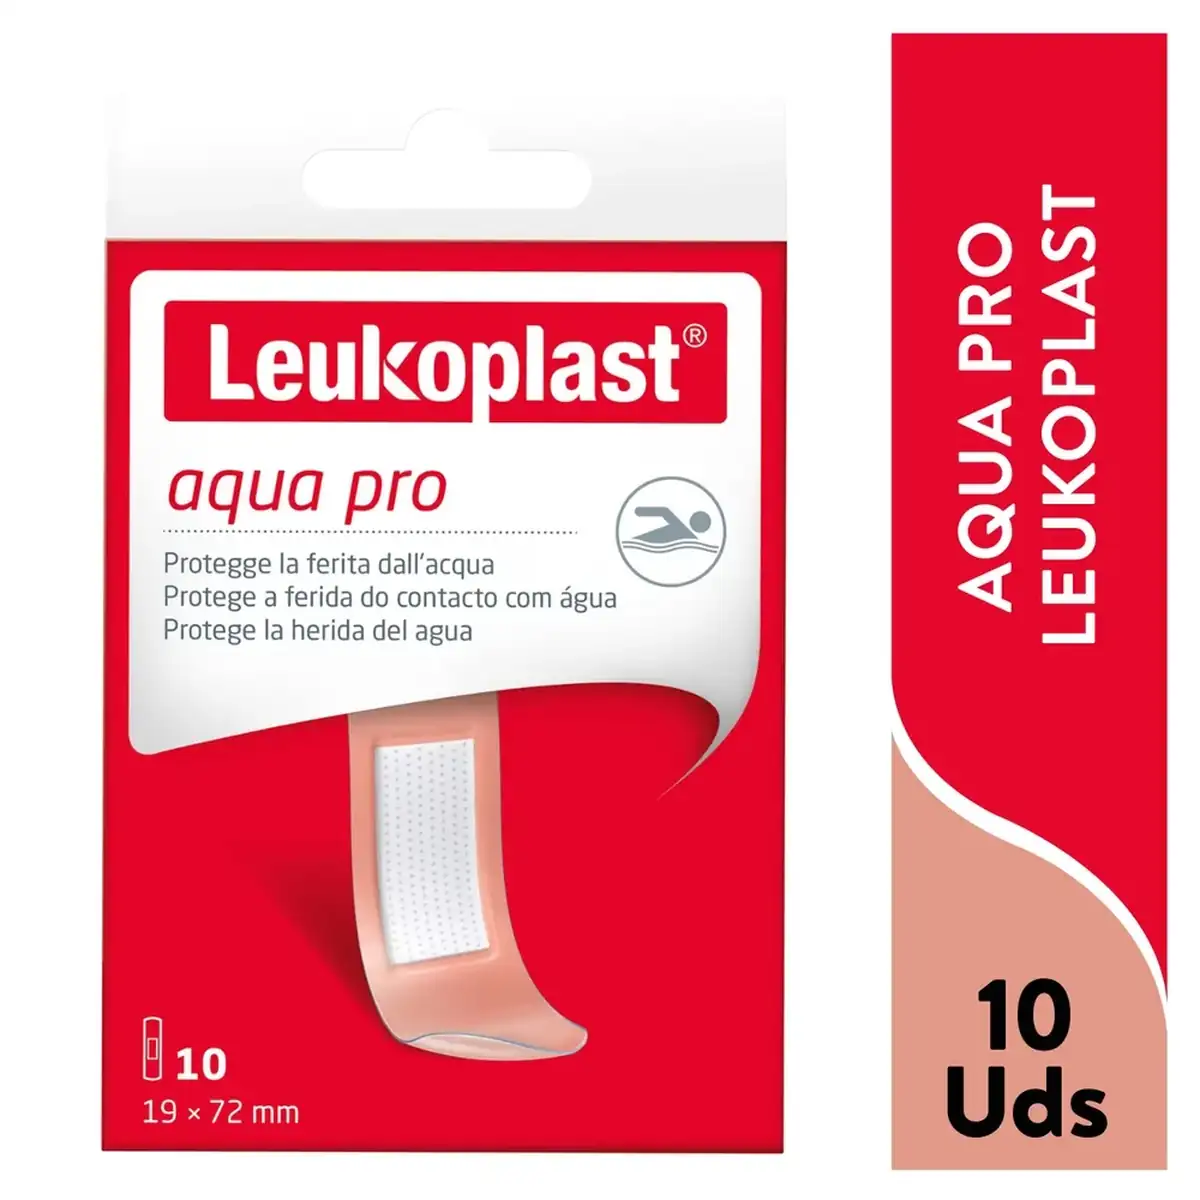 Leukoplast®
aqua pro
Protegge la ferita dall'acqua
Protege a ferida do contacto com água
Protege la herida del agua
10
19 × 72 mm
AQUA PRO
LEUKOPLAST
10
Uds